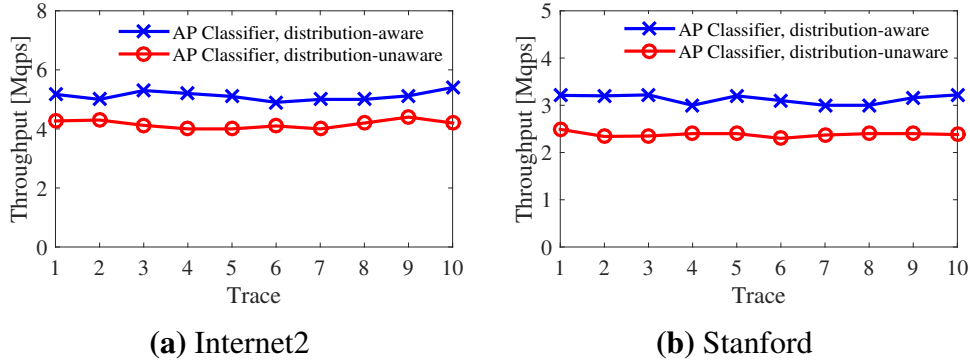 AP Classifier, distribution-aware
AP Classifier, distribution-unaware
Throughput [Mqps]
8
6
4
2
0
1 2 3 4 5 6 7 8 9 10
Trace
(a) Internet2
AP Classifier, distribution-aware
AP Classifier, distribution-unaware
Throughput [Mqps]
5
4
3
2
1
0
1 2 3 4 5 6 7 8 9 10
Trace
(b) Stanford